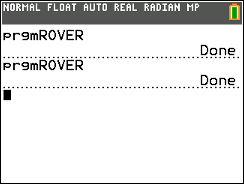 NORMAL FLOAT AUTO REAL RADIAN MP
prgmROVER
Done
prgmROVER
Done